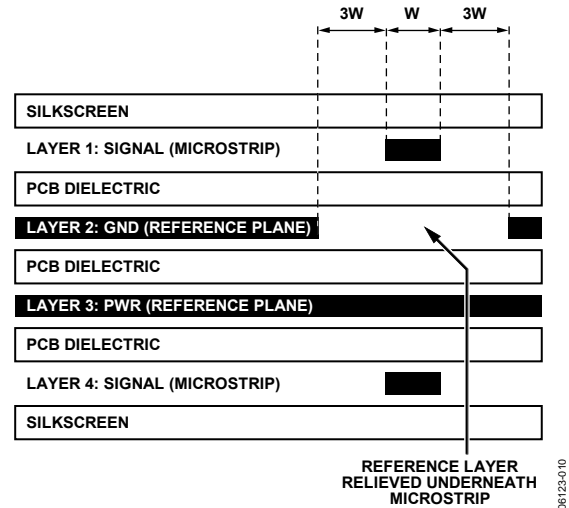 3W W 3W
SILKSCREEN
LAYER 1: SIGNAL (MICROSTRIP)
PCB DIELECTRIC
LAYER 2: GND (REFERENCE PLANE)
PCB DIELECTRIC
LAYER 3: PWR (REFERENCE PLANE)
PCB DIELECTRIC
LAYER 4: SIGNAL (MICROSTRIP)
SILKSCREEN
REFERENCE LAYER
RELIEVED UNDERNEATH
MICROSTRIP
06123-010